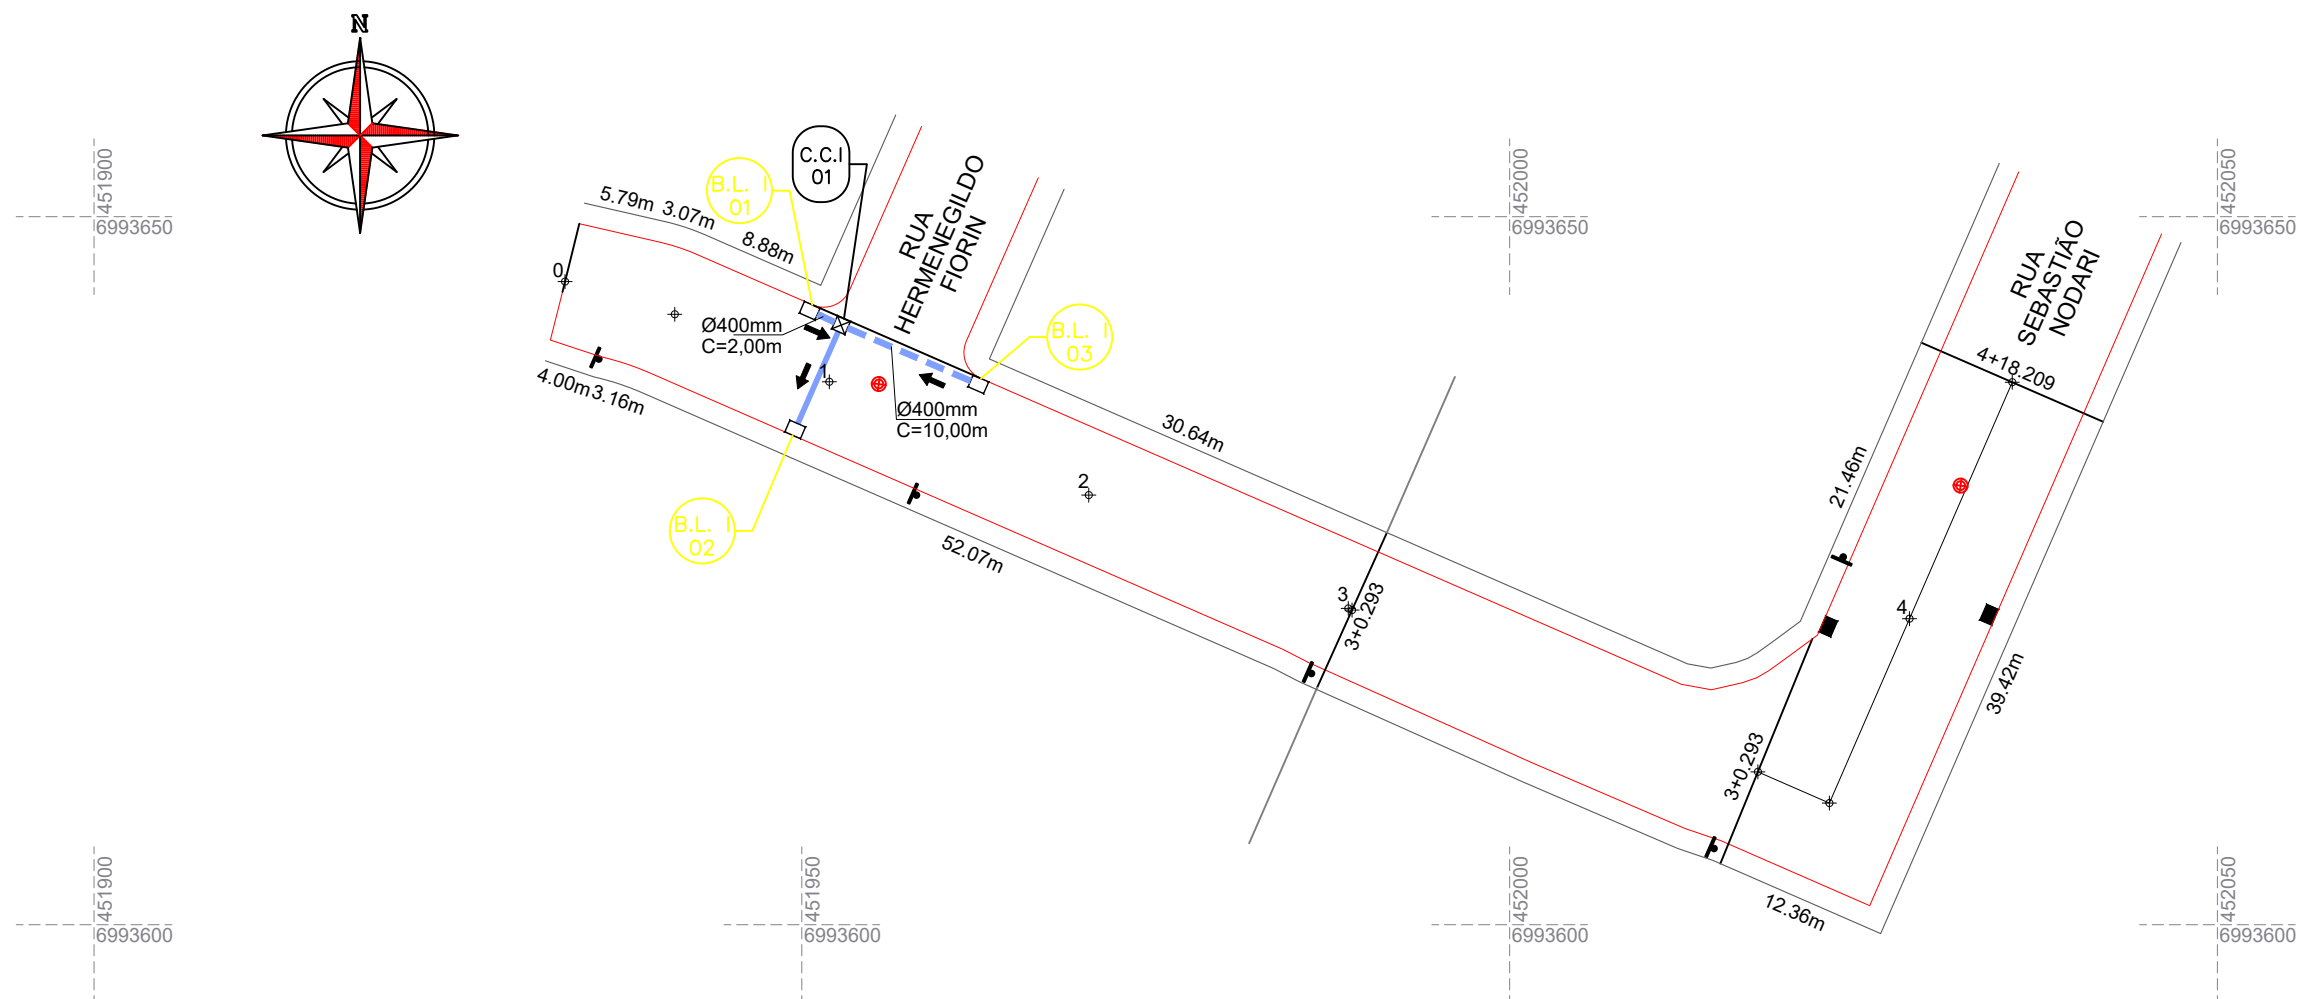 N
451900
6993650
452000
6993650
452050
6993650
C.C.I
01
B.L. I
01
5.79m
3.07m
8.88m
RUA
HERMENEGILDO
FIORIN
RUA
SEBASTIÃO
NODARI
0
Ø400mm
C=2,00m
B.L. I
03
1
4.00m
3.16m
Ø400mm
C=10,00m
30.64m
4+18.209
21.46m
2
B.L. I
02
52.07m
3
3+0.293
4
39.42m
3+0.293
12.36m
451900
6993600
451950
6993600
452000
6993600
452050
6993600